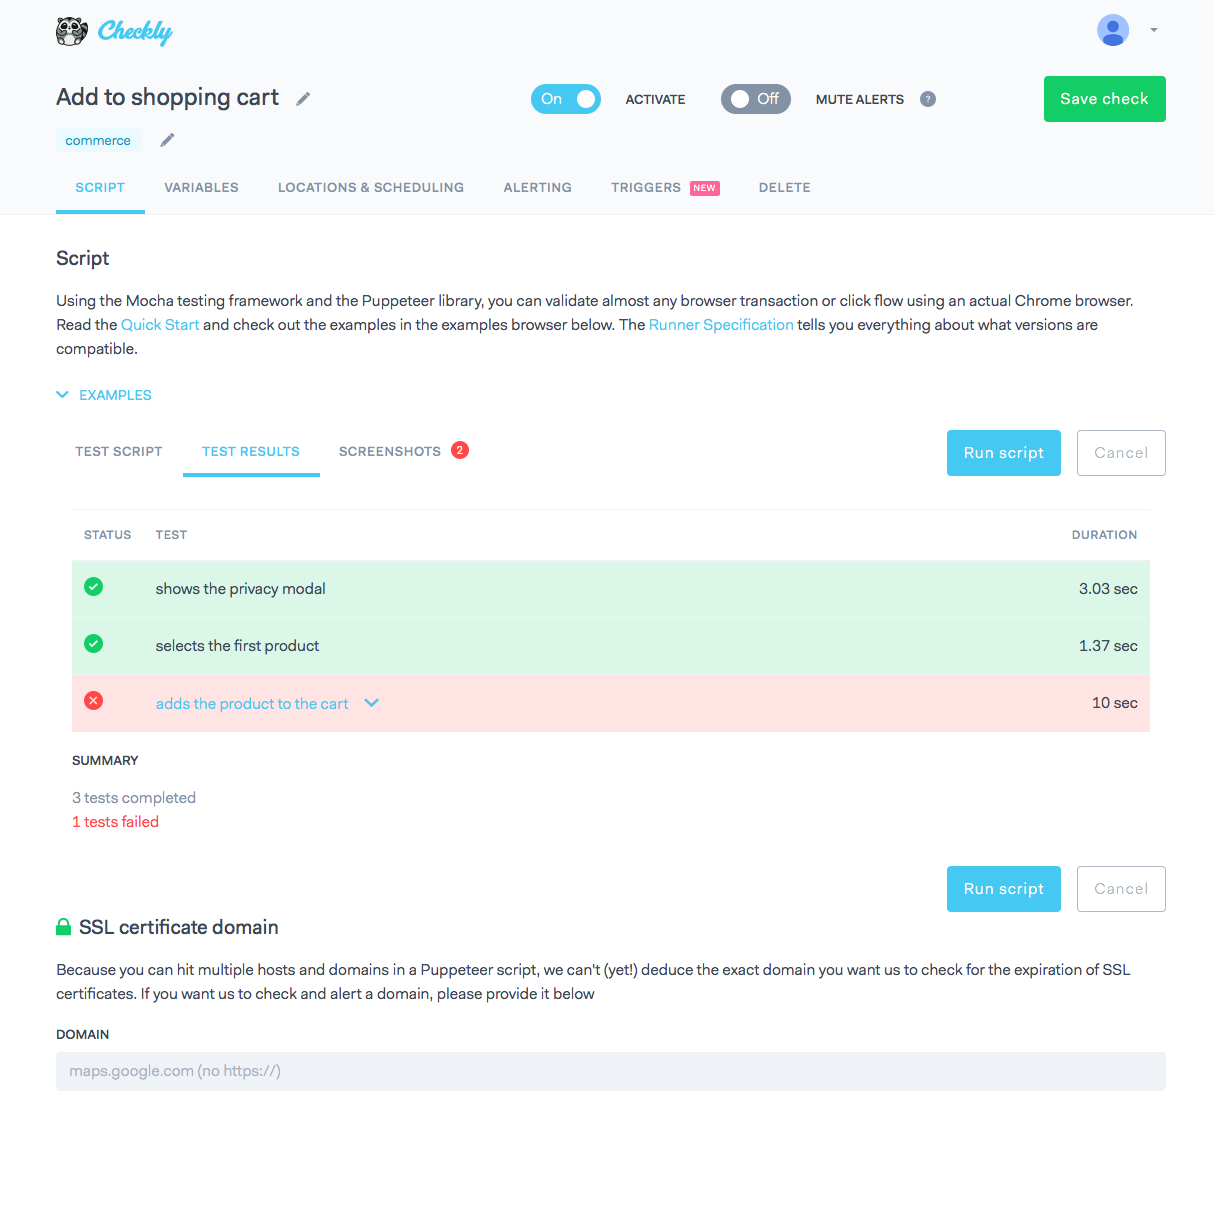 Checkly
Add to shopping cart
On
ACTIVATE
Off
MUTE ALERTS
?
Save check
commerce
SCRIPT
VARIABLES
LOCATIONS & SCHEDULING
ALERTING
TRIGGERS
NEW
DELETE
Script
Using the Mocha testing framework and the Puppeteer library, you can validate almost any browser transaction or click flow using an actual Chrome browser.
Read the Quick Start and check out the examples in the examples browser below. The Runner Specification tells you everything about what versions are
compatible.
EXAMPLES
TEST SCRIPT
TEST RESULTS
SCREENSHOTS
2
Run script
Cancel
STATUS
TEST
DURATION
shows the privacy modal
3.03 sec
selects the first product
1.37 sec
adds the product to the cart
10 sec
SUMMARY
3 tests completed
1 tests failed
Run script
Cancel
SSL certificate domain
Because you can hit multiple hosts and domains in a Puppeteer script, we can't (yet!) deduce the exact domain you want us to check for the expiration of SSL
certificates. If you want us to check and alert a domain, please provide it below
DOMAIN
maps.google.com (no https://)